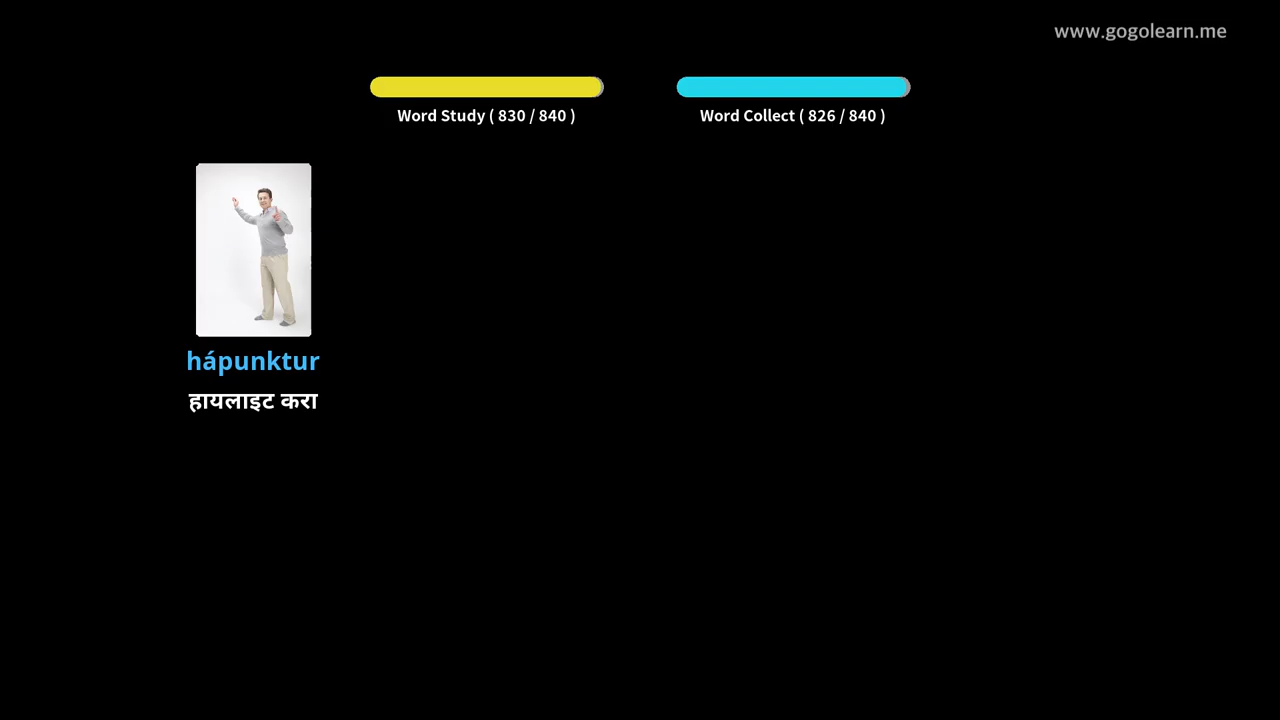 www.gogolearn.me
Word Study ( 830 / 840 )
Word Collect ( 826 / 840 )
hápunktur
हायलाइट करा